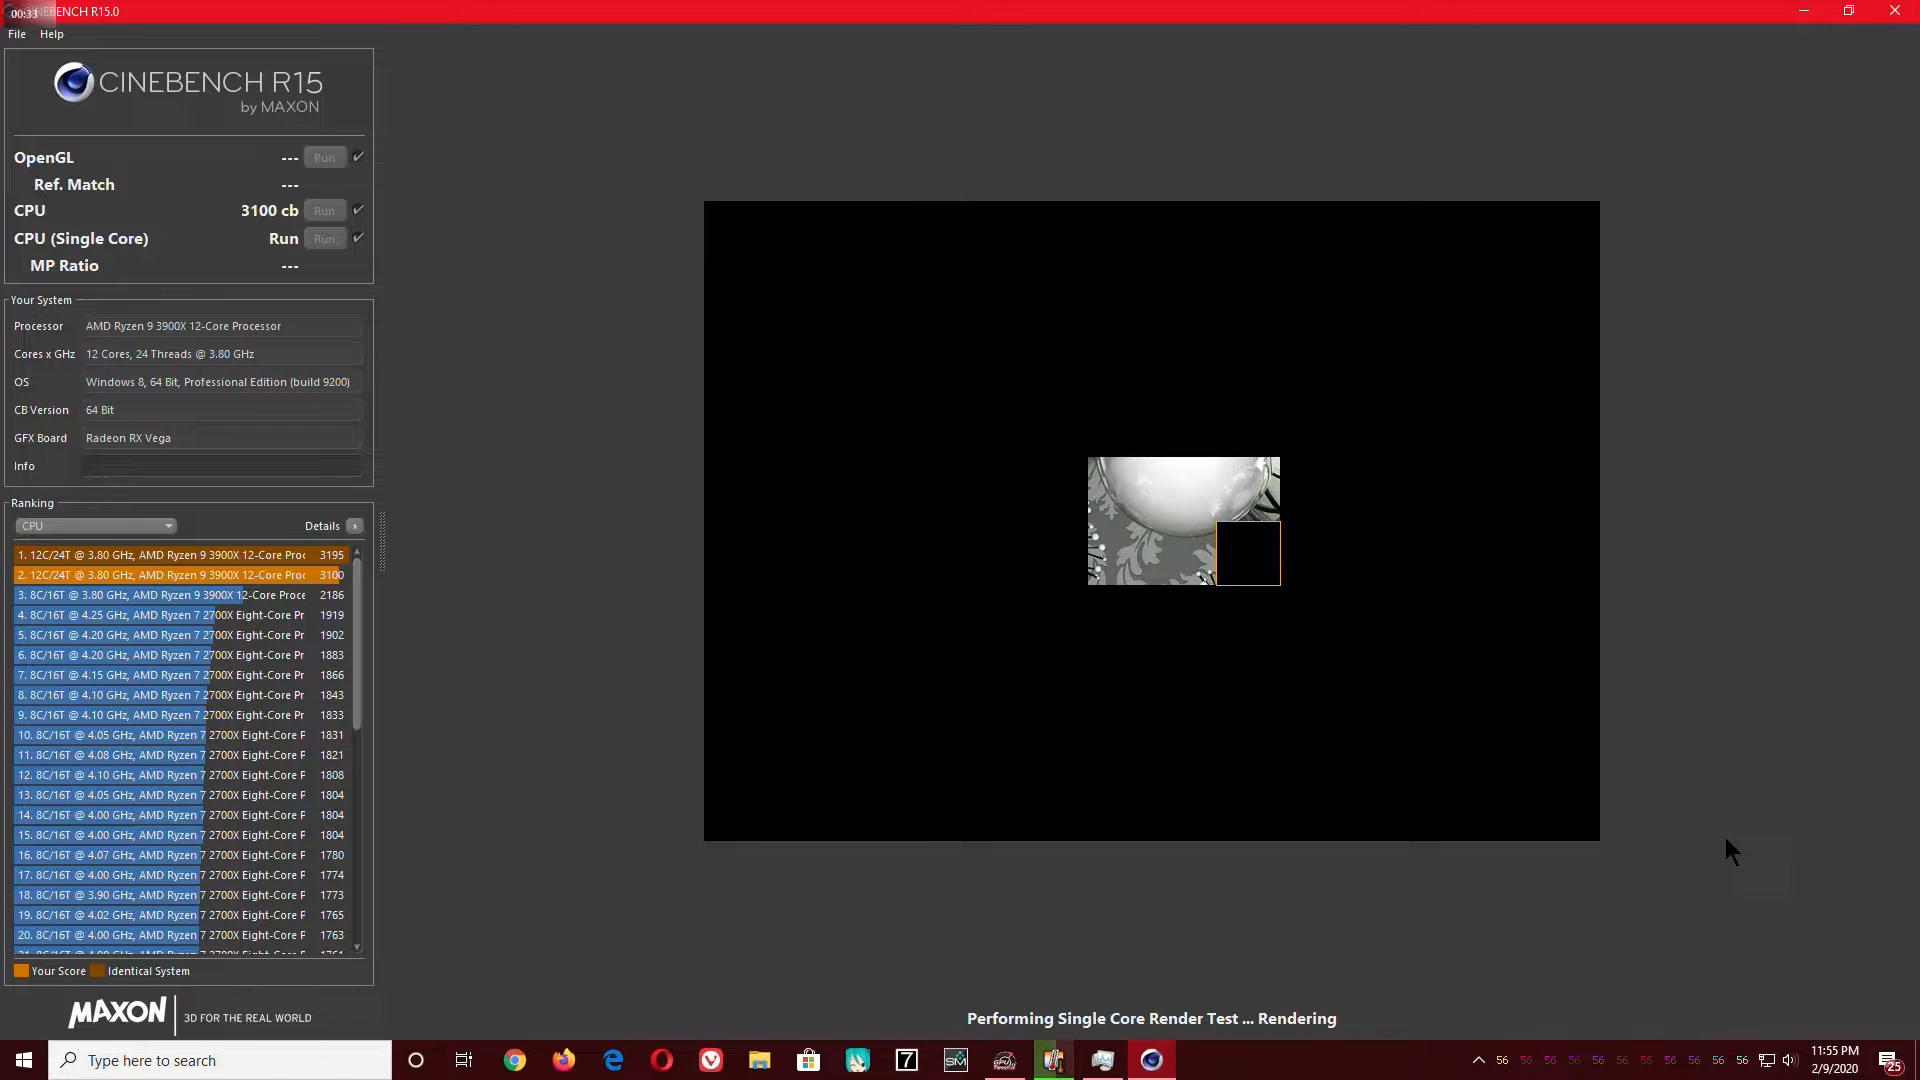 00:33 CINEBENCH R15.0
File Help
CINEBENCH R15
by MAXON
OpenGL --- Run
Ref. Match ---
CPU 3100 cb Run
CPU (Single Core) Run Run
MP Ratio ---
Your System
Processor AMD Ryzen 9 3900X 12-Core Processor
Cores x GHz 12 Cores, 24 Threads @ 3.80 GHz
OS Windows 8, 64 Bit, Professional Edition (build 9200)
CB Version 64 Bit
GFX Board Radeon RX Vega
Info
Ranking
CPU Details
1. 12C/24T @ 3.80 GHz, AMD Ryzen 9 3900X 12-Core Proc 3195
2. 12C/24T @ 3.80 GHz, AMD Ryzen 9 3900X 12-Core Proc 3100
3. 8C/16T @ 3.80 GHz, AMD Ryzen 9 3900X 12-Core Proce 2186
4. 8C/16T @ 4.25 GHz, AMD Ryzen 7 2700X Eight-Core Pr 1919
5. 8C/16T @ 4.20 GHz, AMD Ryzen 7 2700X Eight-Core Pr 1902
6. 8C/16T @ 4.20 GHz, AMD Ryzen 7 2700X Eight-Core Pr 1883
7. 8C/16T @ 4.15 GHz, AMD Ryzen 7 2700X Eight-Core Pr 1866
8. 8C/16T @ 4.10 GHz, AMD Ryzen 7 2700X Eight-Core Pr 1843
9. 8C/16T @ 4.10 GHz, AMD Ryzen 7 2700X Eight-Core Pr 1833
10. 8C/16T @ 4.05 GHz, AMD Ryzen 7 2700X Eight-Core P 1831
11. 8C/16T @ 4.08 GHz, AMD Ryzen 7 2700X Eight-Core P 1821
12. 8C/16T @ 4.10 GHz, AMD Ryzen 7 2700X Eight-Core P 1808
13. 8C/16T @ 4.05 GHz, AMD Ryzen 7 2700X Eight-Core P 1804
14. 8C/16T @ 4.00 GHz, AMD Ryzen 7 2700X Eight-Core P 1804
15. 8C/16T @ 4.00 GHz, AMD Ryzen 7 2700X Eight-Core P 1804
16. 8C/16T @ 4.07 GHz, AMD Ryzen 7 2700X Eight-Core P 1780
17. 8C/16T @ 4.00 GHz, AMD Ryzen 7 2700X Eight-Core P 1774
18. 8C/16T @ 3.90 GHz, AMD Ryzen 7 2700X Eight-Core P 1773
19. 8C/16T @ 4.02 GHz, AMD Ryzen 7 2700X Eight-Core P 1765
20. 8C/16T @ 4.00 GHz, AMD Ryzen 7 2700X Eight-Core P 1763
Your Score Identical System
MAXON 3D FOR THE REAL WORLD
Performing Single Core Render Test ... Rendering
Type here to search
7 SM GPU 56 56 56 56 56 56 56 56 56 56 56 11:55 PM
2/9/2020 25